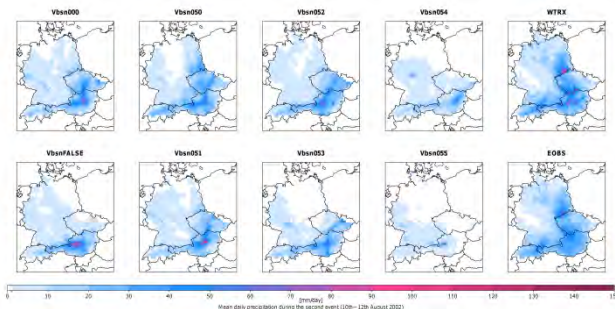 Vbsn000 Vbsn050 Vbsn052 Vbsn054 WTRX
VbsnFALSE Vbsn051 Vbsn053 Vbsn055 EOBS
0 10 20 30 40 50 60 70 80 90 100 110 120 130 140 150
[mm/day]
Mean daily precipitation during the second event (10th-12th August 2002)